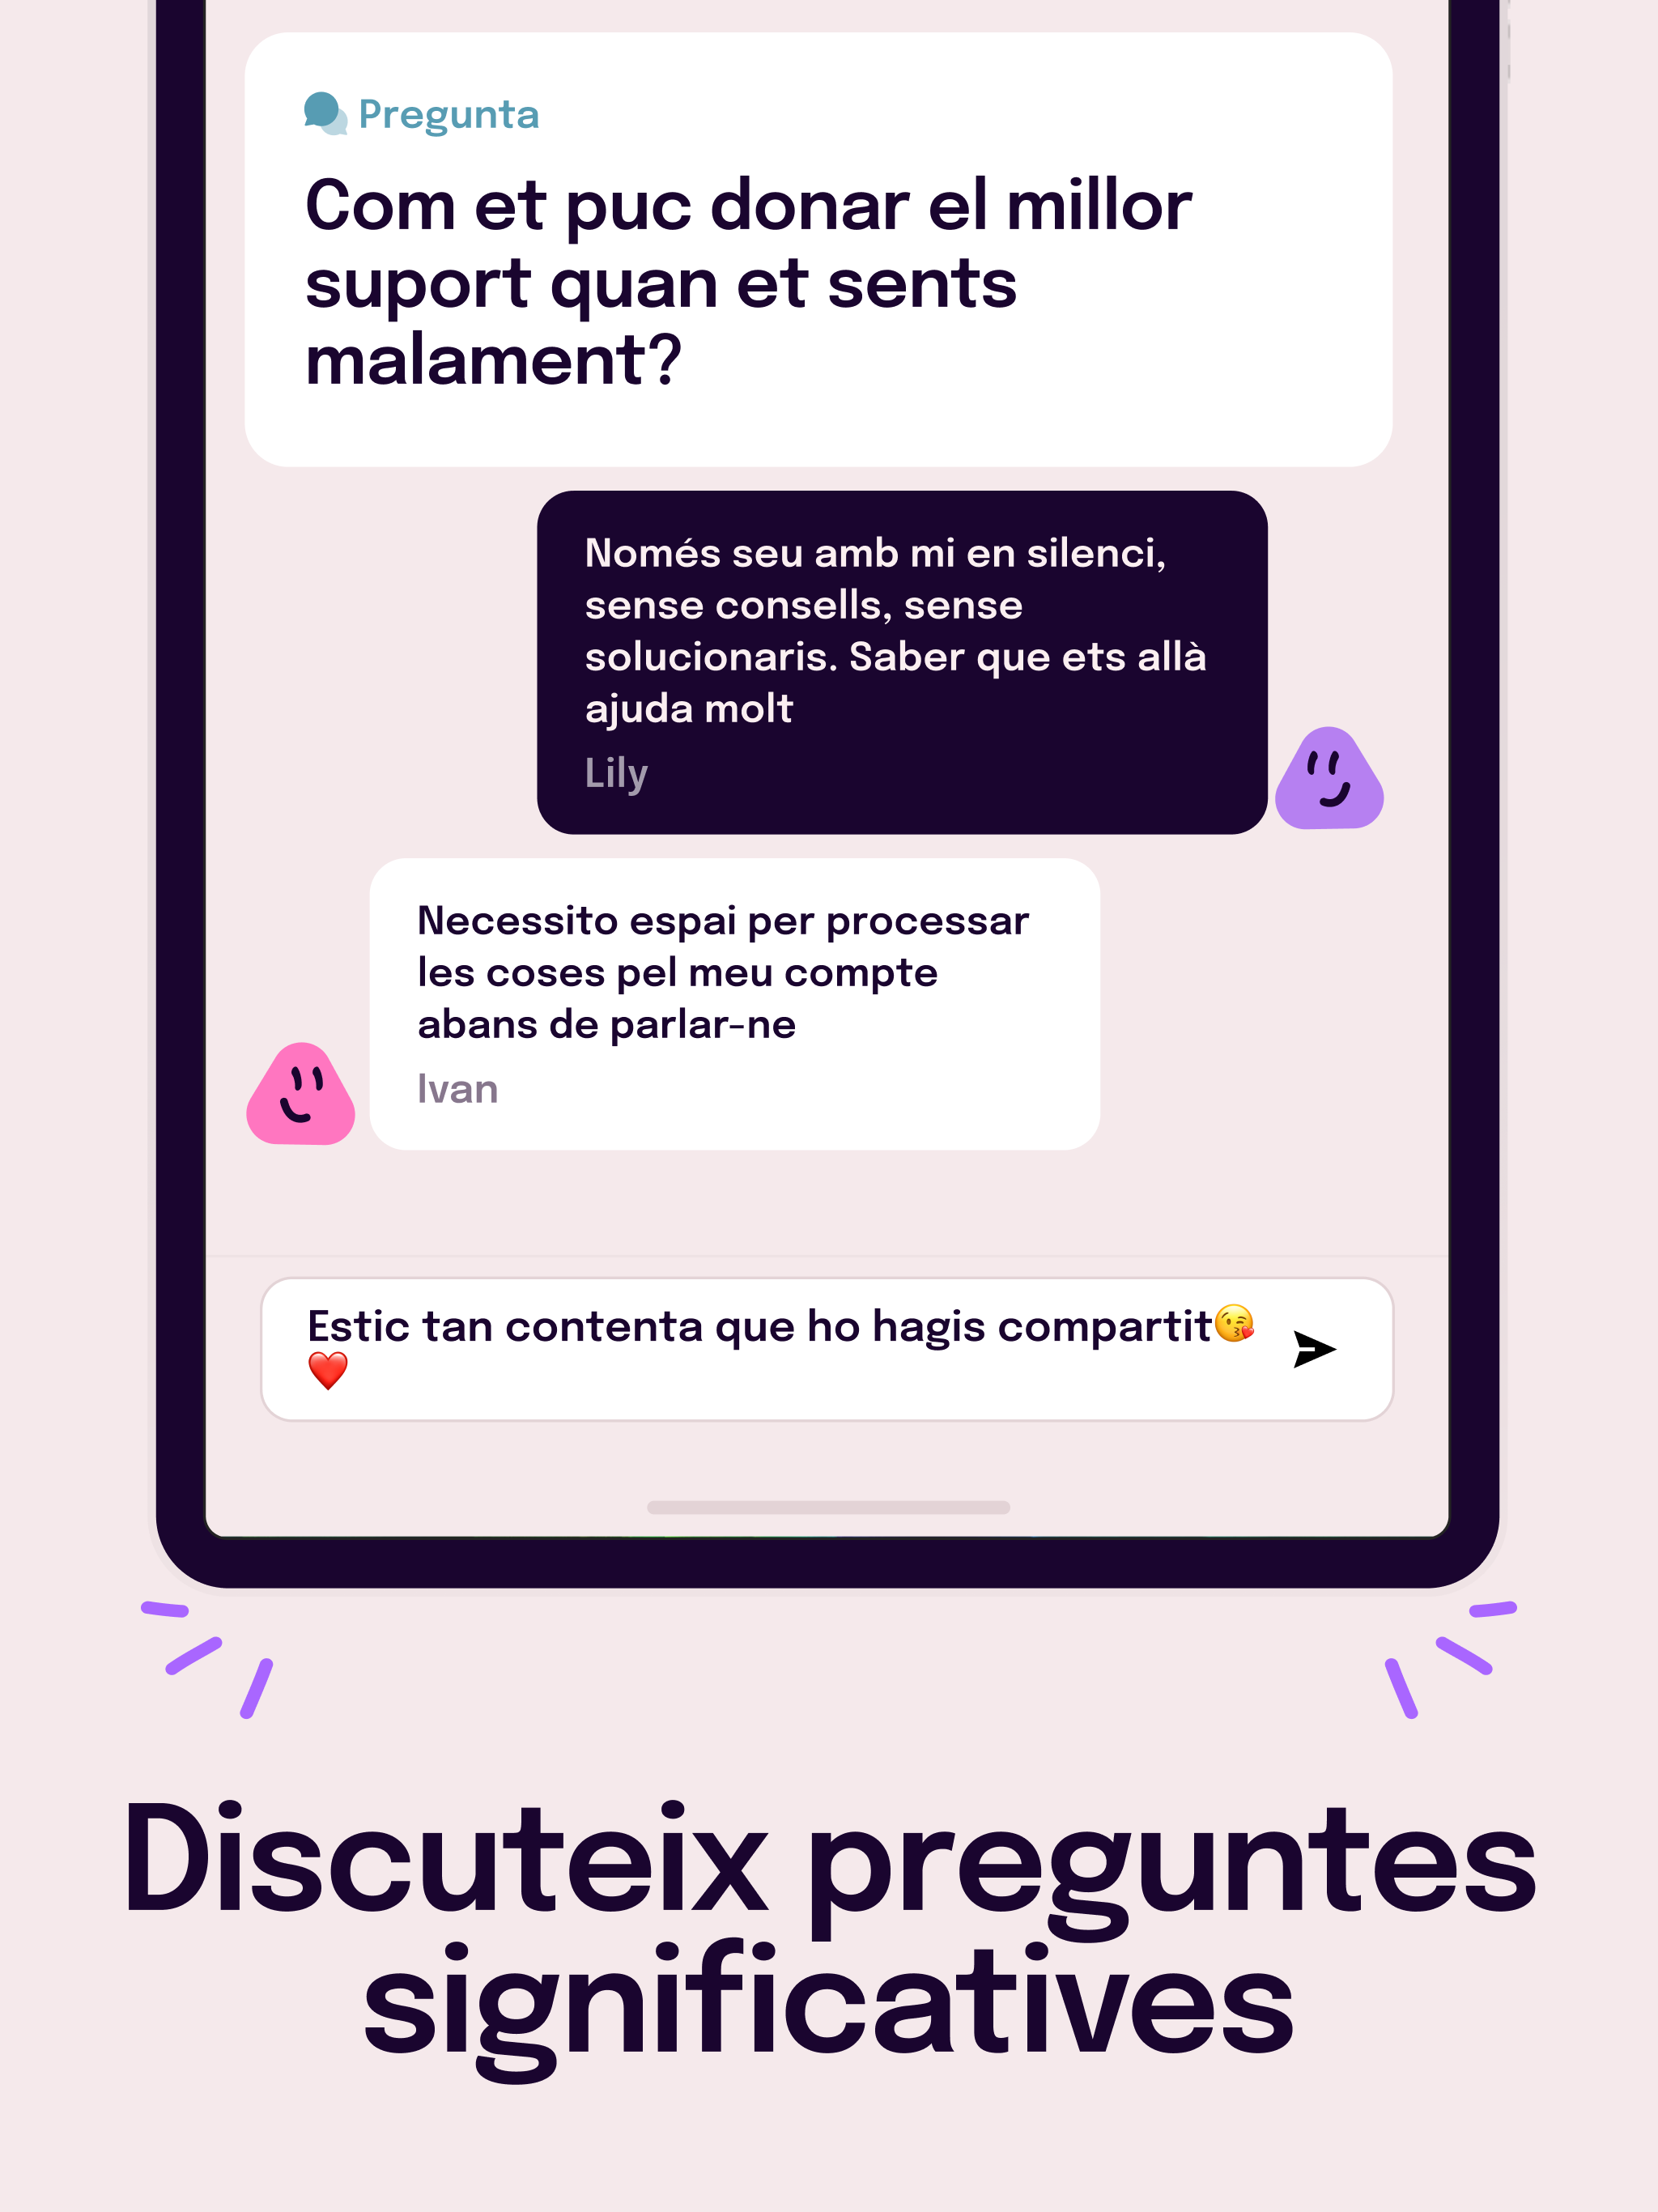 Pregunta
Com et puc donar el millor
suport quan et sents
malament?
Només seu amb mi en silenci,
sense consells, sense
solucionaris. Saber que ets allà
ajuda molt
Lily
Necessito espai per processar
les coses pel meu compte
abans de parlar-ne
Ivan
Estic tan contenta que ho hagis compartit😘
❤️
Discuteix preguntes
significatives